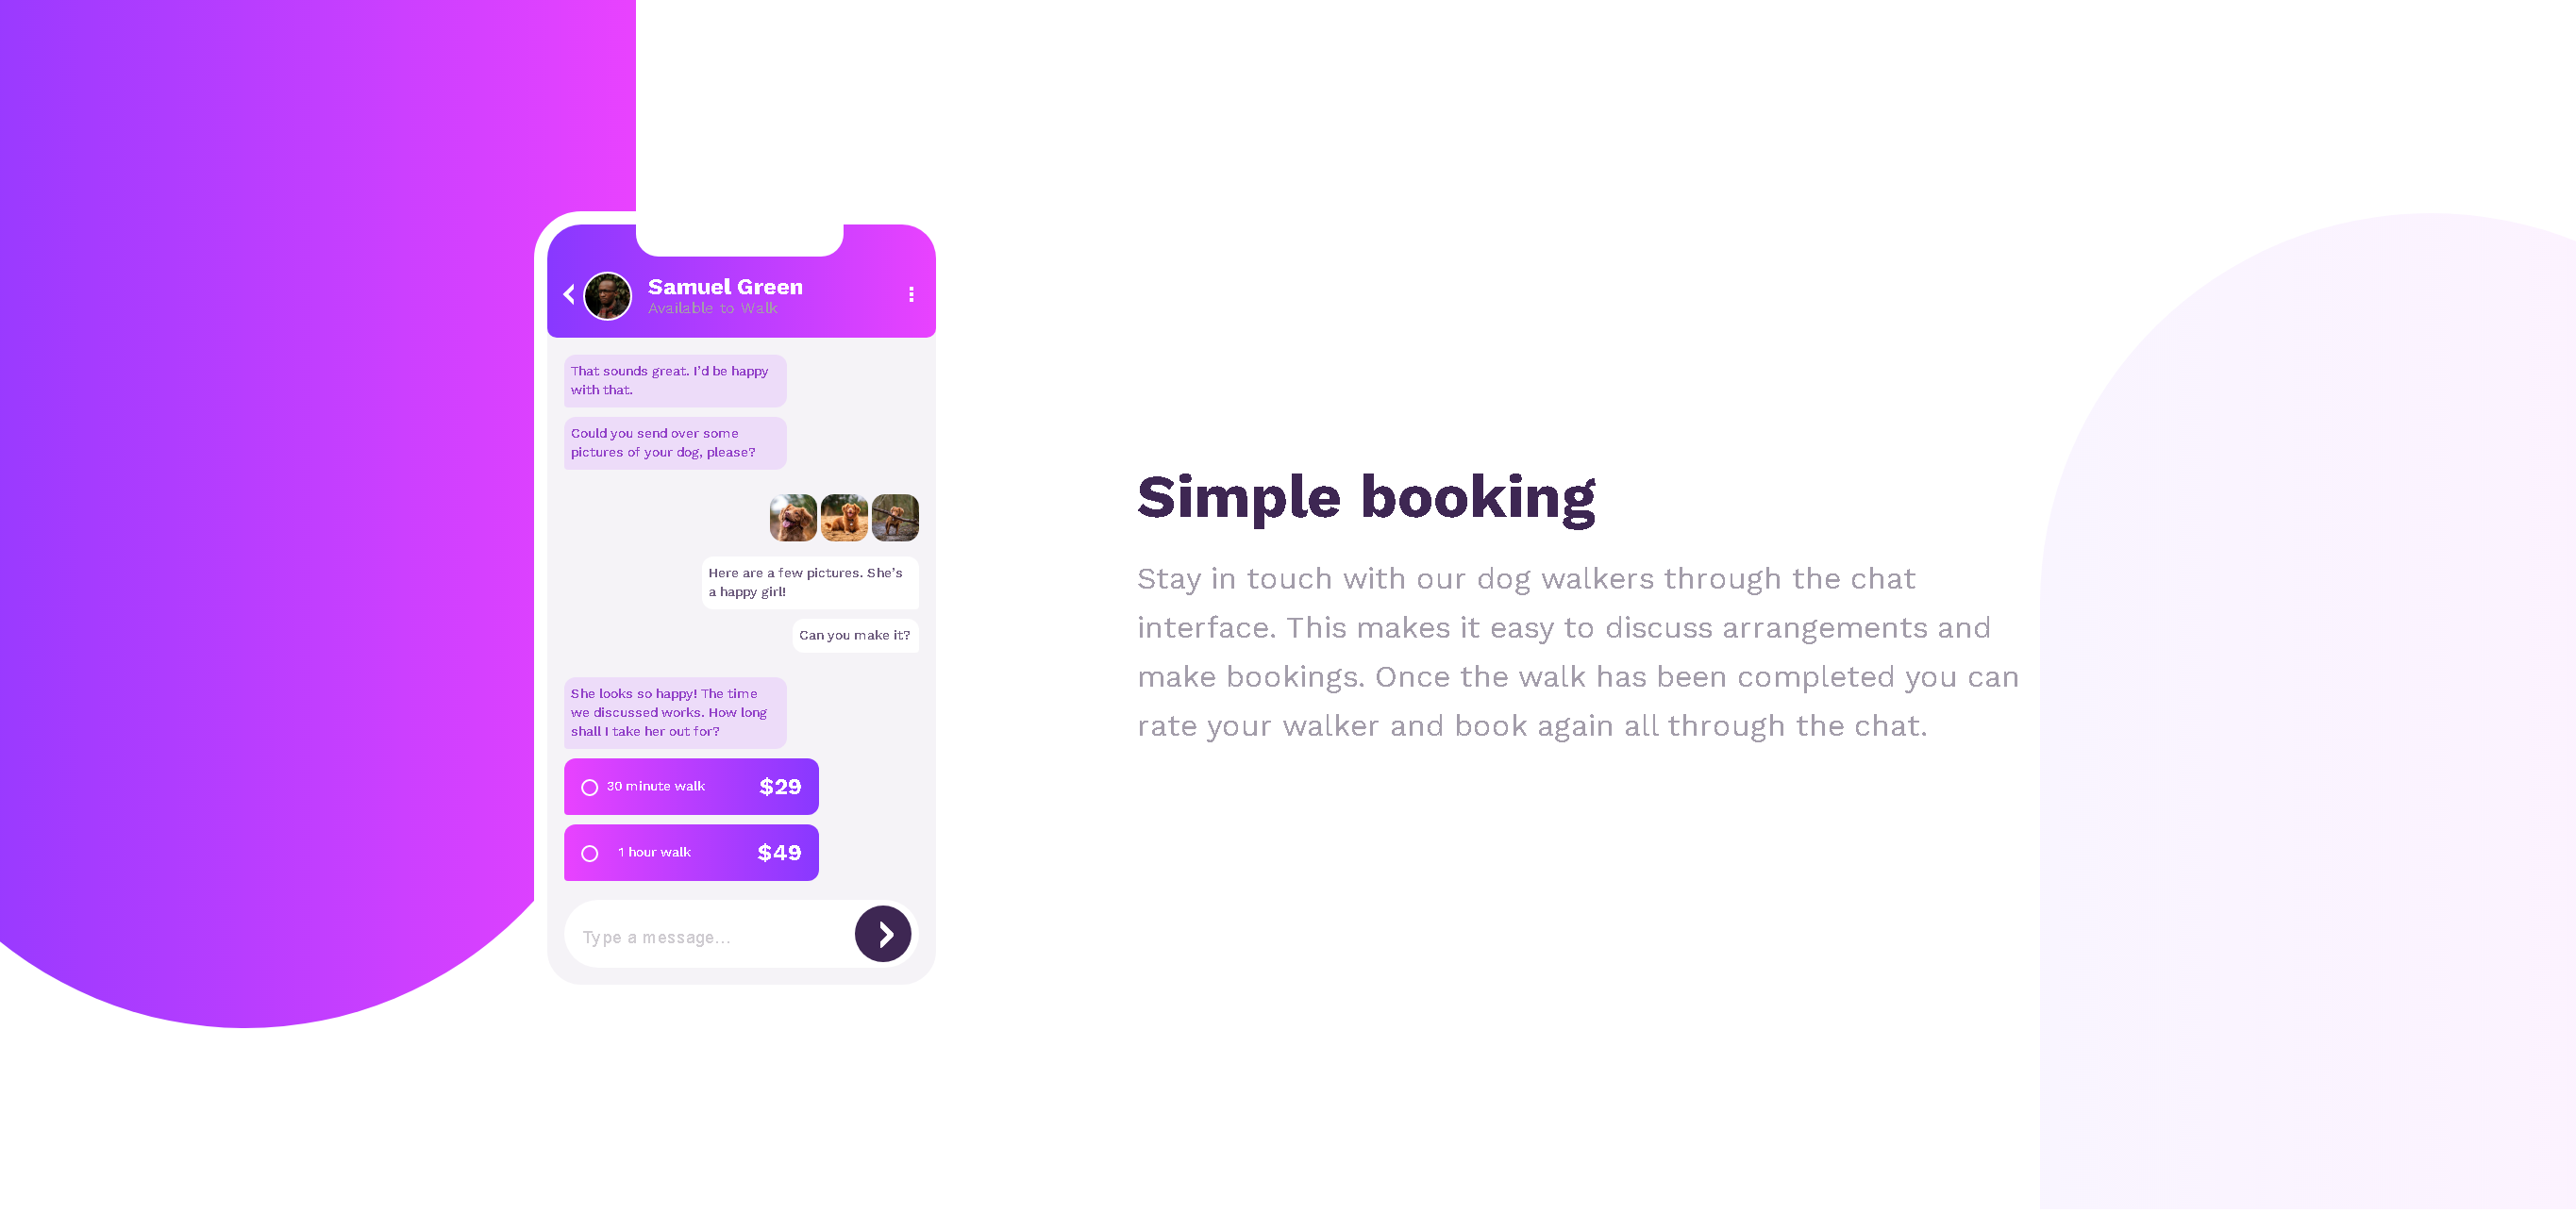 Samuel Green
Available to Walk
That sounds great. I’d be happy
with that.
Could you send over some
pictures of your dog, please?
Here are a few pictures. She’s
a happy girl!
Can you make it?
She looks so happy! The time
we discussed works. How long
shall I take her out for?
30 minute walk $29
1 hour walk $49
Type a message…
Simple booking
Stay in touch with our dog walkers through the chat
interface. This makes it easy to discuss arrangements and
make bookings. Once the walk has been completed you can
rate your walker and book again all through the chat.